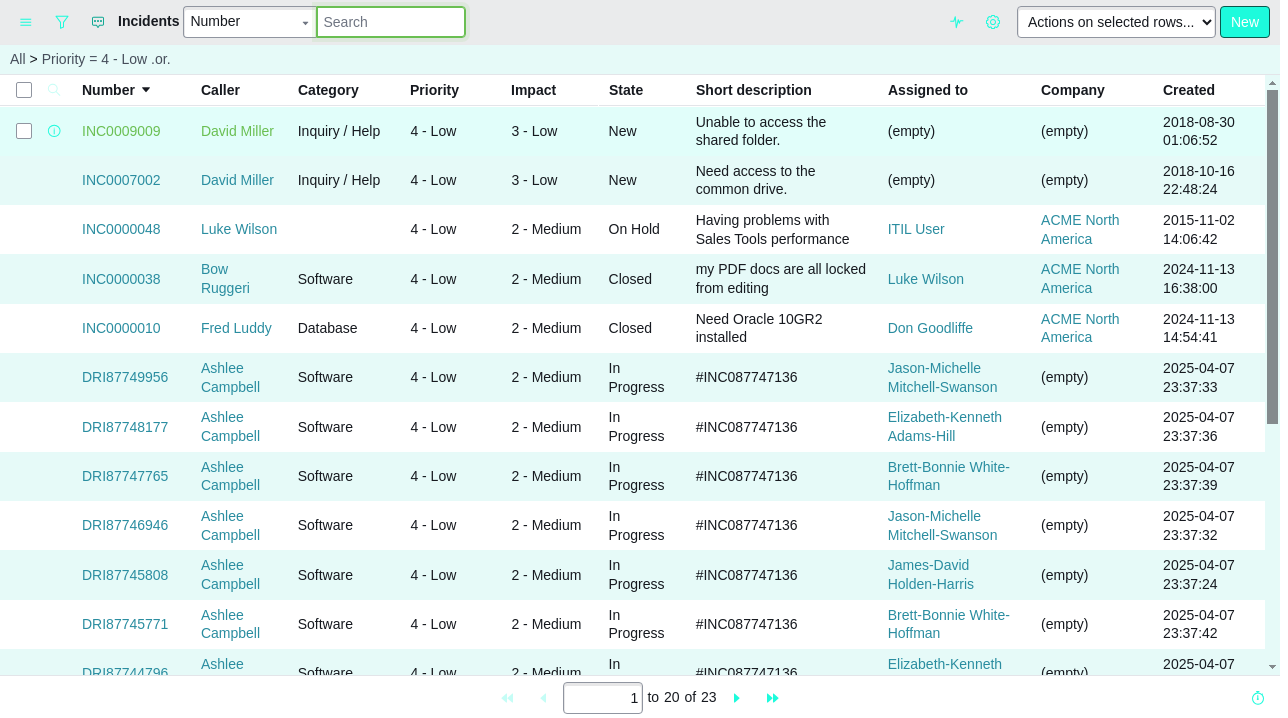 Incidents Number Search Actions on selected rows... New
All > Priority = 4 - Low .or.
Number Caller Category Priority Impact State Short description Assigned to Company Created
INC0009009 David Miller Inquiry / Help 4 - Low 3 - Low New Unable to access the shared folder. (empty) (empty) 2018-08-30 01:06:52
INC0007002 David Miller Inquiry / Help 4 - Low 3 - Low New Need access to the common drive. (empty) (empty) 2018-10-16 22:48:24
INC0000048 Luke Wilson 4 - Low 2 - Medium On Hold Having problems with Sales Tools performance ITIL User ACME North America 2015-11-02 14:06:42
INC0000038 Bow Ruggeri Software 4 - Low 2 - Medium Closed my PDF docs are all locked from editing Luke Wilson ACME North America 2024-11-13 16:38:00
INC0000010 Fred Luddy Database 4 - Low 2 - Medium Closed Need Oracle 10GR2 installed Don Goodliffe ACME North America 2024-11-13 14:54:41
DRI87749956 Ashlee Campbell Software 4 - Low 2 - Medium In Progress #INC087747136 Jason-Michelle Mitchell-Swanson (empty) 2025-04-07 23:37:33
DRI87748177 Ashlee Campbell Software 4 - Low 2 - Medium In Progress #INC087747136 Elizabeth-Kenneth Adams-Hill (empty) 2025-04-07 23:37:36
DRI87747765 Ashlee Campbell Software 4 - Low 2 - Medium In Progress #INC087747136 Brett-Bonnie White-Hoffman (empty) 2025-04-07 23:37:39
DRI87746946 Ashlee Campbell Software 4 - Low 2 - Medium In Progress #INC087747136 Jason-Michelle Mitchell-Swanson (empty) 2025-04-07 23:37:32
DRI87745808 Ashlee Campbell Software 4 - Low 2 - Medium In Progress #INC087747136 James-David Holden-Harris (empty) 2025-04-07 23:37:24
DRI87745771 Ashlee Campbell Software 4 - Low 2 - Medium In Progress #INC087747136 Brett-Bonnie White-Hoffman (empty) 2025-04-07 23:37:42
DRI87744796 Ashlee Software 4 - Low 2 - Medium In #INC087747136 Elizabeth-Kenneth (empty) 2025-04-07
1 to 20 of 23